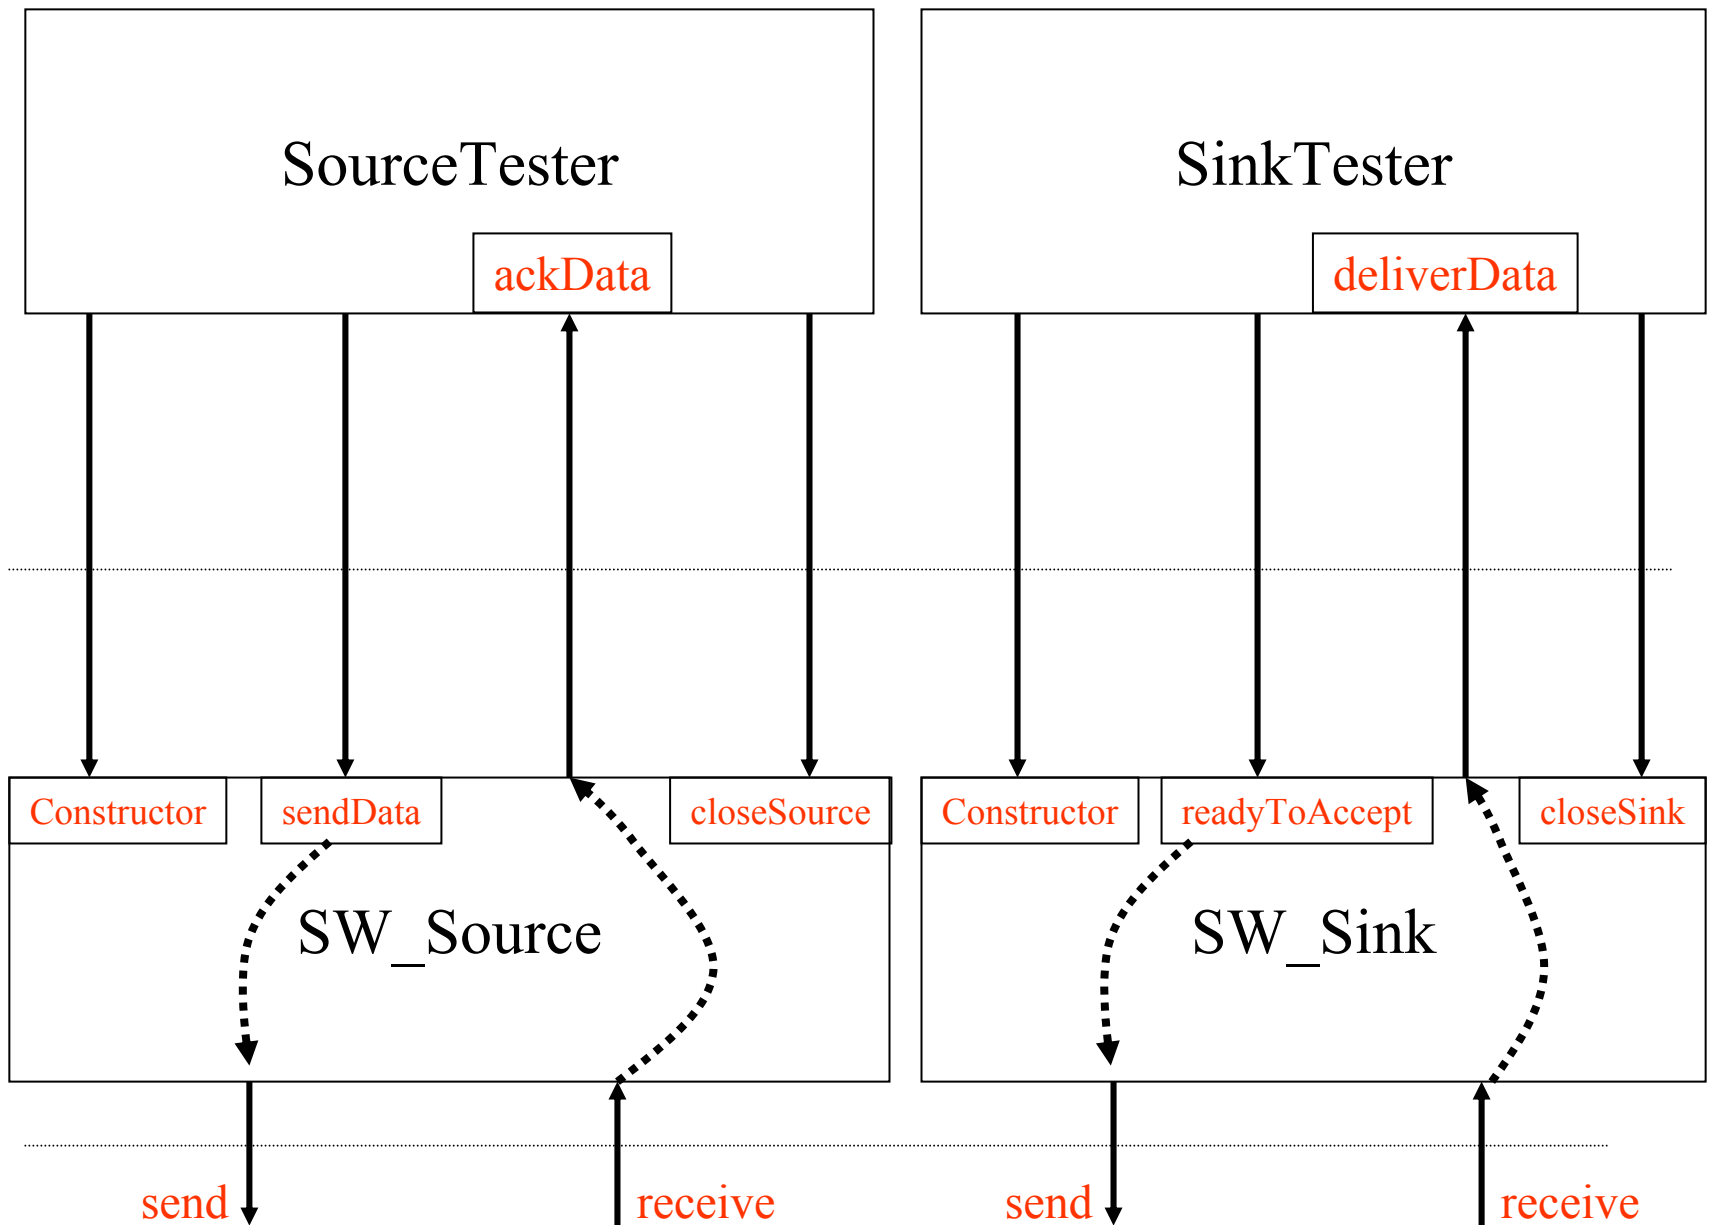 SourceTester
SinkTester
ackData
deliverData
Constructor
sendData
closeSource
Constructor
readyToAccept
closeSink
SW_Source
SW_Sink
send
receive
send
receive